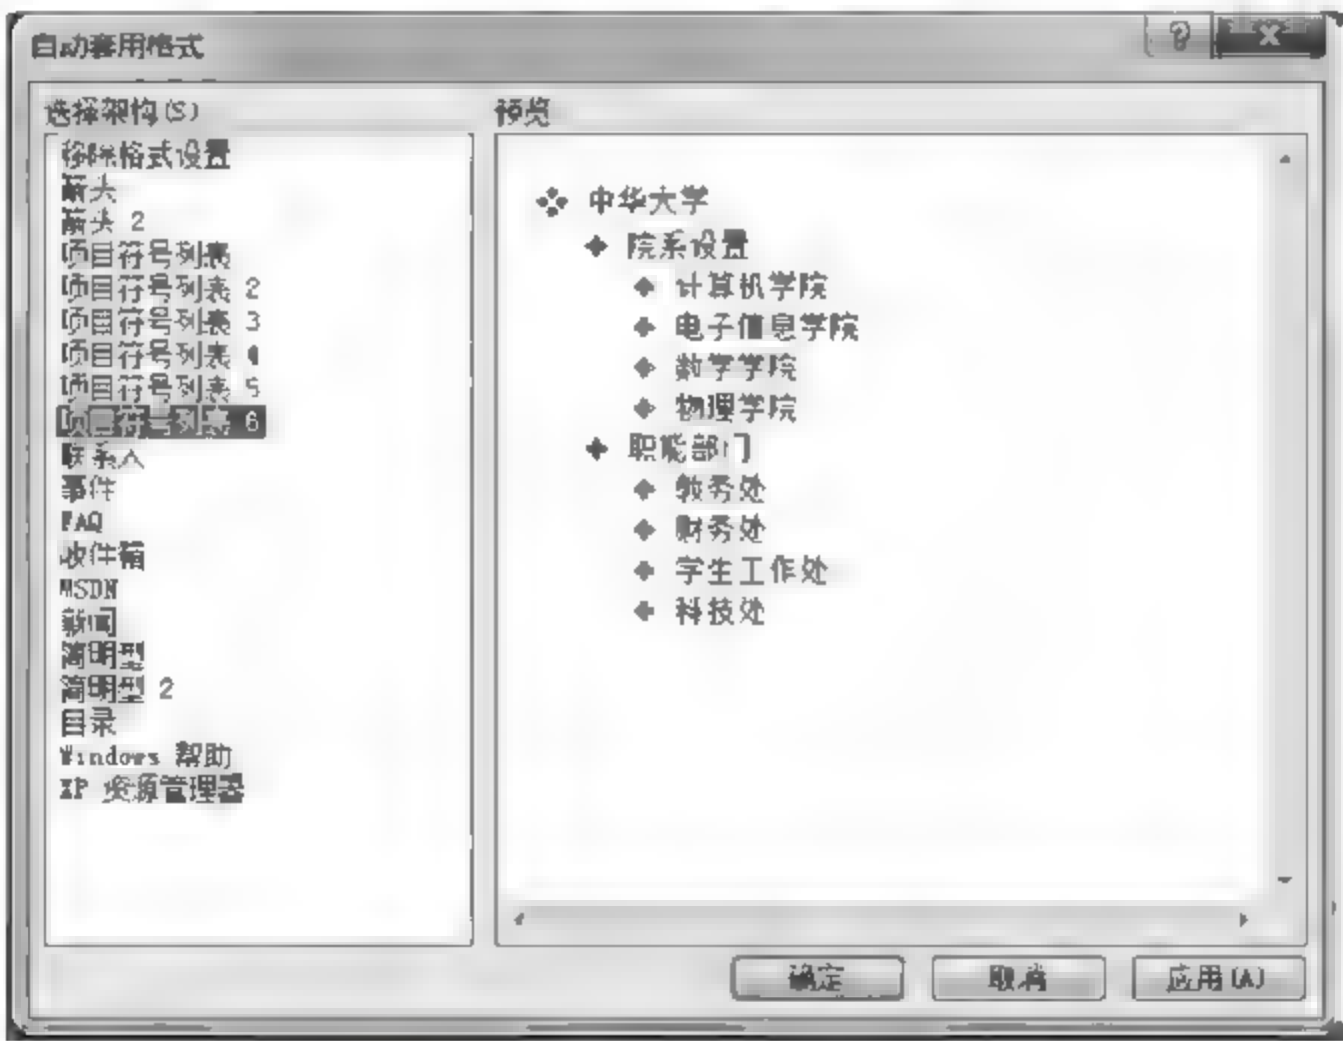 自动套用格式
选择架构(S)
移除格式设置
箭头
箭头 2
项目符号列表
项目符号列表 2
项目符号列表 3
项目符号列表 4
项目符号列表 5
项目符号列表 6
联系人
事件
FAQ
收件箱
MSDN
新闻
简明型
简明型 2
目录
Windows 帮助
XP 资源管理器
预览
中华大学
院系设置
计算机学院
电子信息学院
数学学院
物理学院
职能部门
教务处
财务处
学生工作处
科技处
确定
取消
应用(A)